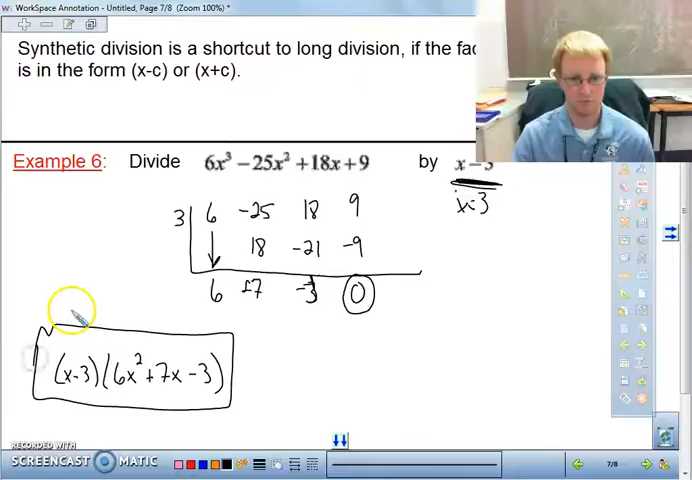 WorkSpace Annotation - Untitled, Page 7/8 (Zoom 100%) *
Synthetic division is a shortcut to long division, if the
is in the form (x-c) or (x+c).
Example 6: Divide 6x³ −25x² +18x+9 by x − 3
x-3
3 6 -25 18 9
18 -21 -9
6 -7 -3 0
(x-3)(6x²+7x-3)
RECORDED WITH
SCREENCAST MATIC
7/8